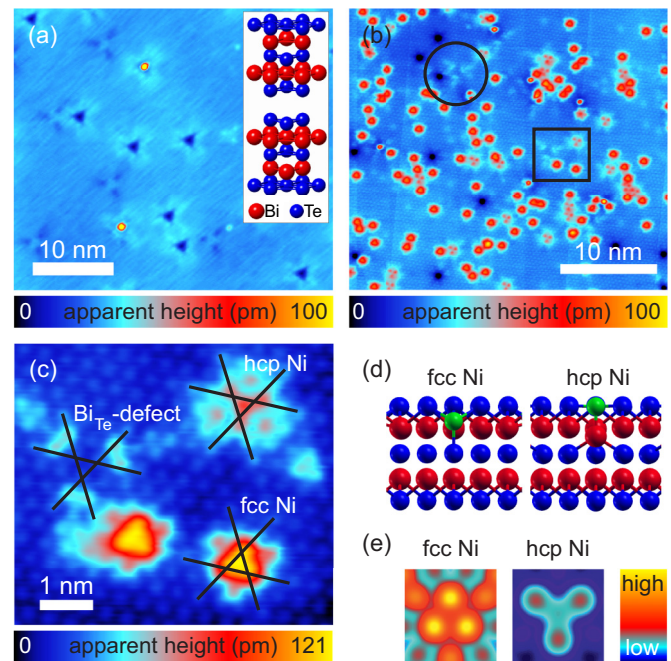 (a)
Bi Te
10 nm
0 apparent height (pm) 100
(b)
10 nm
0 apparent height (pm) 100
(c)
hcp Ni
BiTe-defect
fcc Ni
1 nm
0 apparent height (pm) 121
(d)
fcc Ni hcp Ni
(e)
fcc Ni hcp Ni
high
low